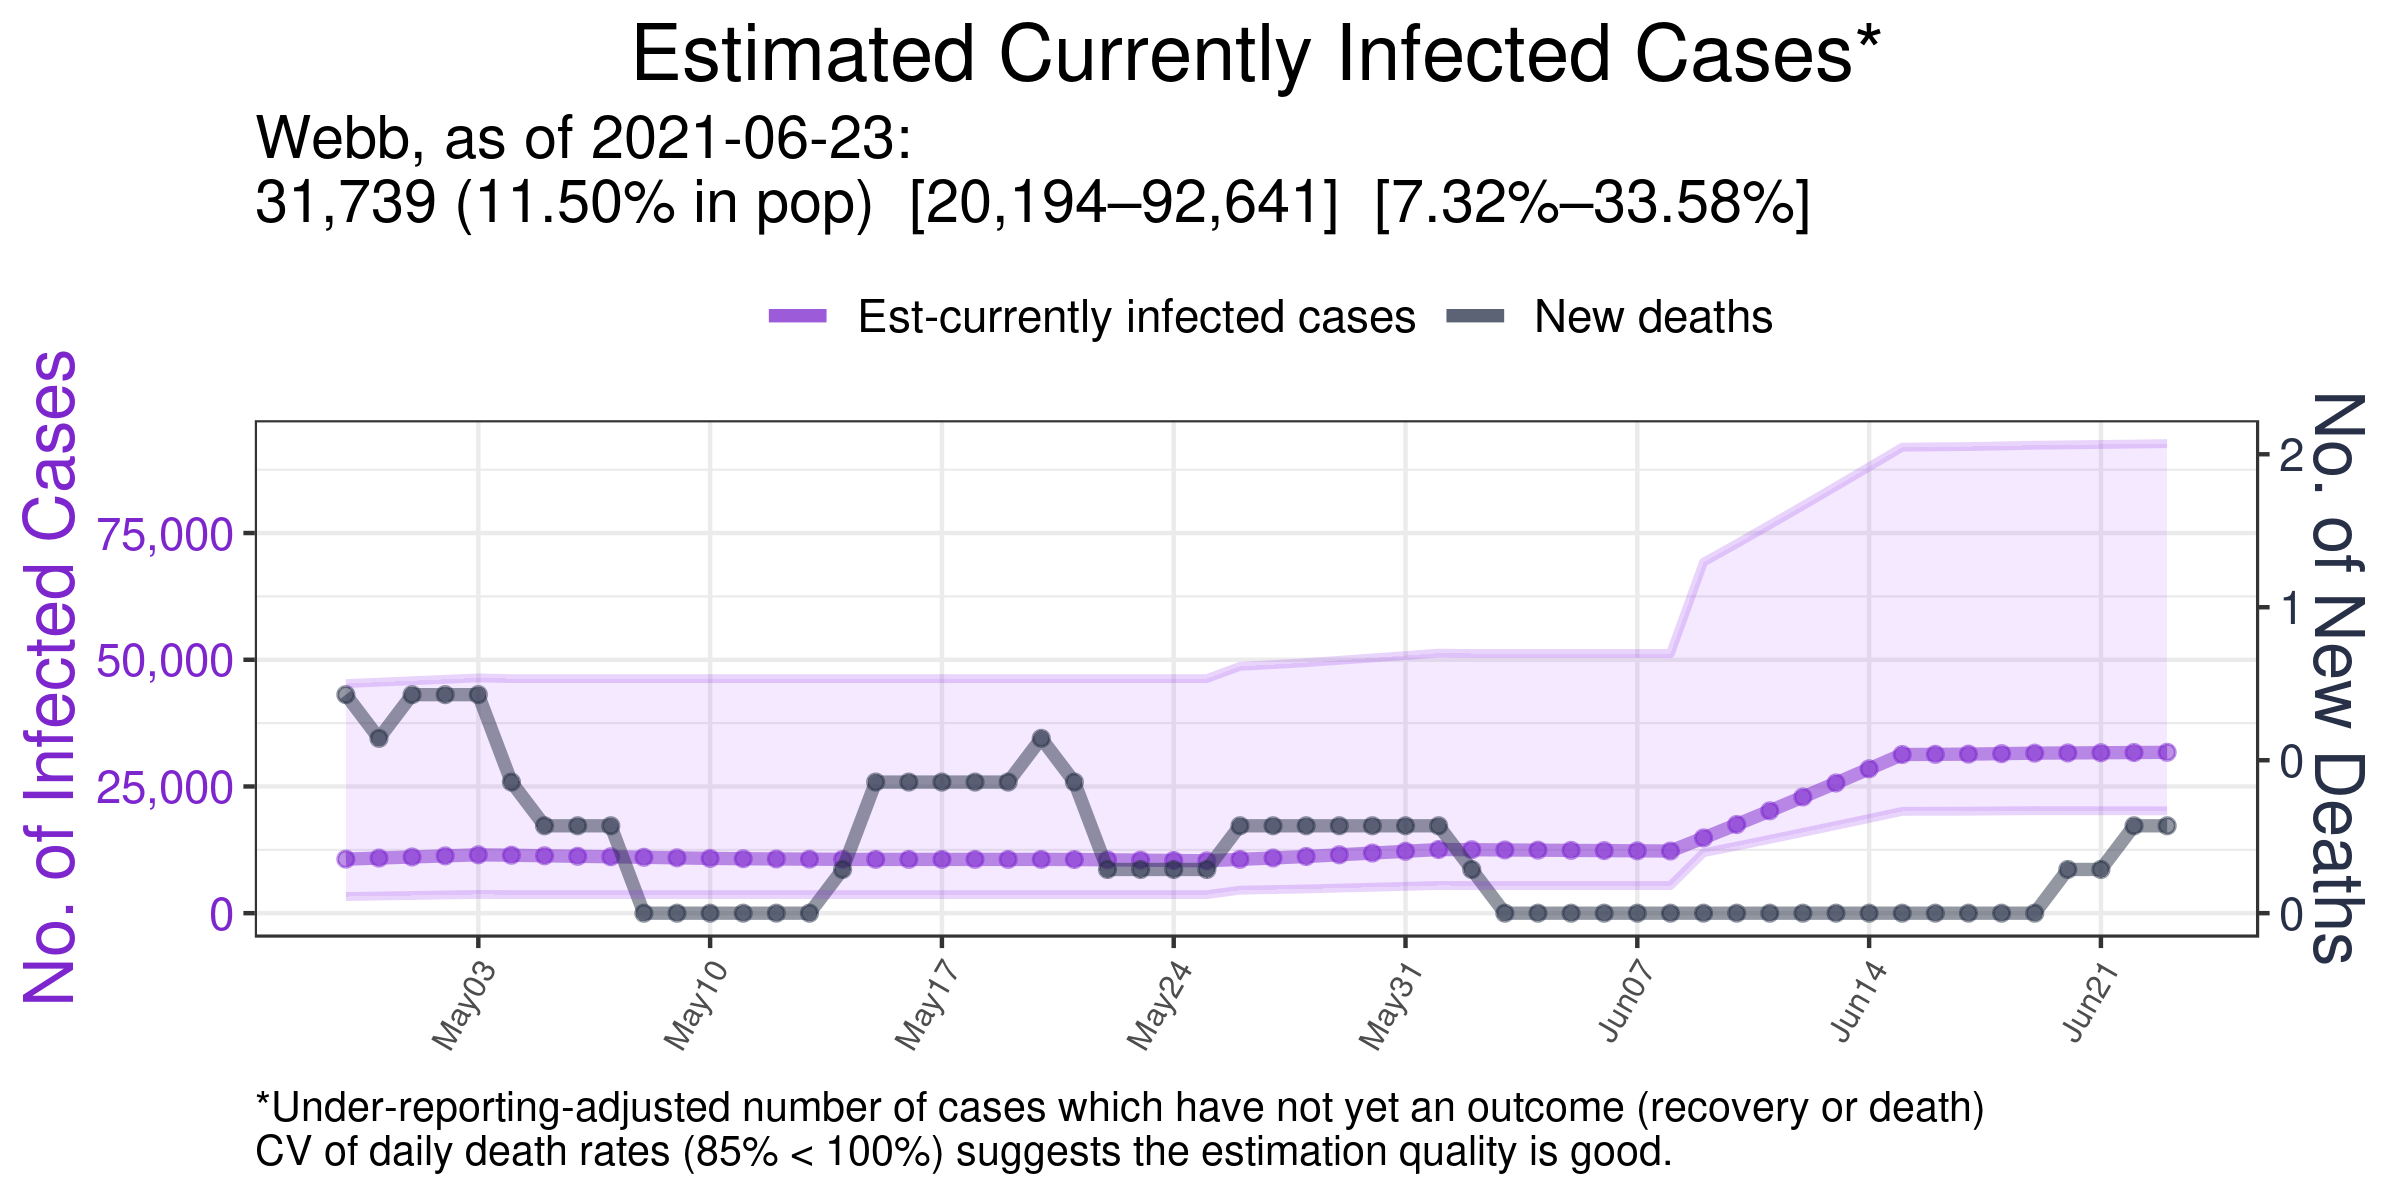 Estimated Currently Infected Cases*
Webb, as of 2021-06-23:
31,739 (11.50% in pop)  [20,194–92,641]  [7.32%–33.58%]
Est-currently infected cases
New deaths
No. of Infected Cases
75,000
50,000
25,000
0
2
1
0
0
No. of New Deaths
May03
May10
May17
May24
May31
Jun07
Jun14
Jun21
*Under-reporting-adjusted number of cases which have not yet an outcome (recovery or death)
CV of daily death rates (85% < 100%) suggests the estimation quality is good.